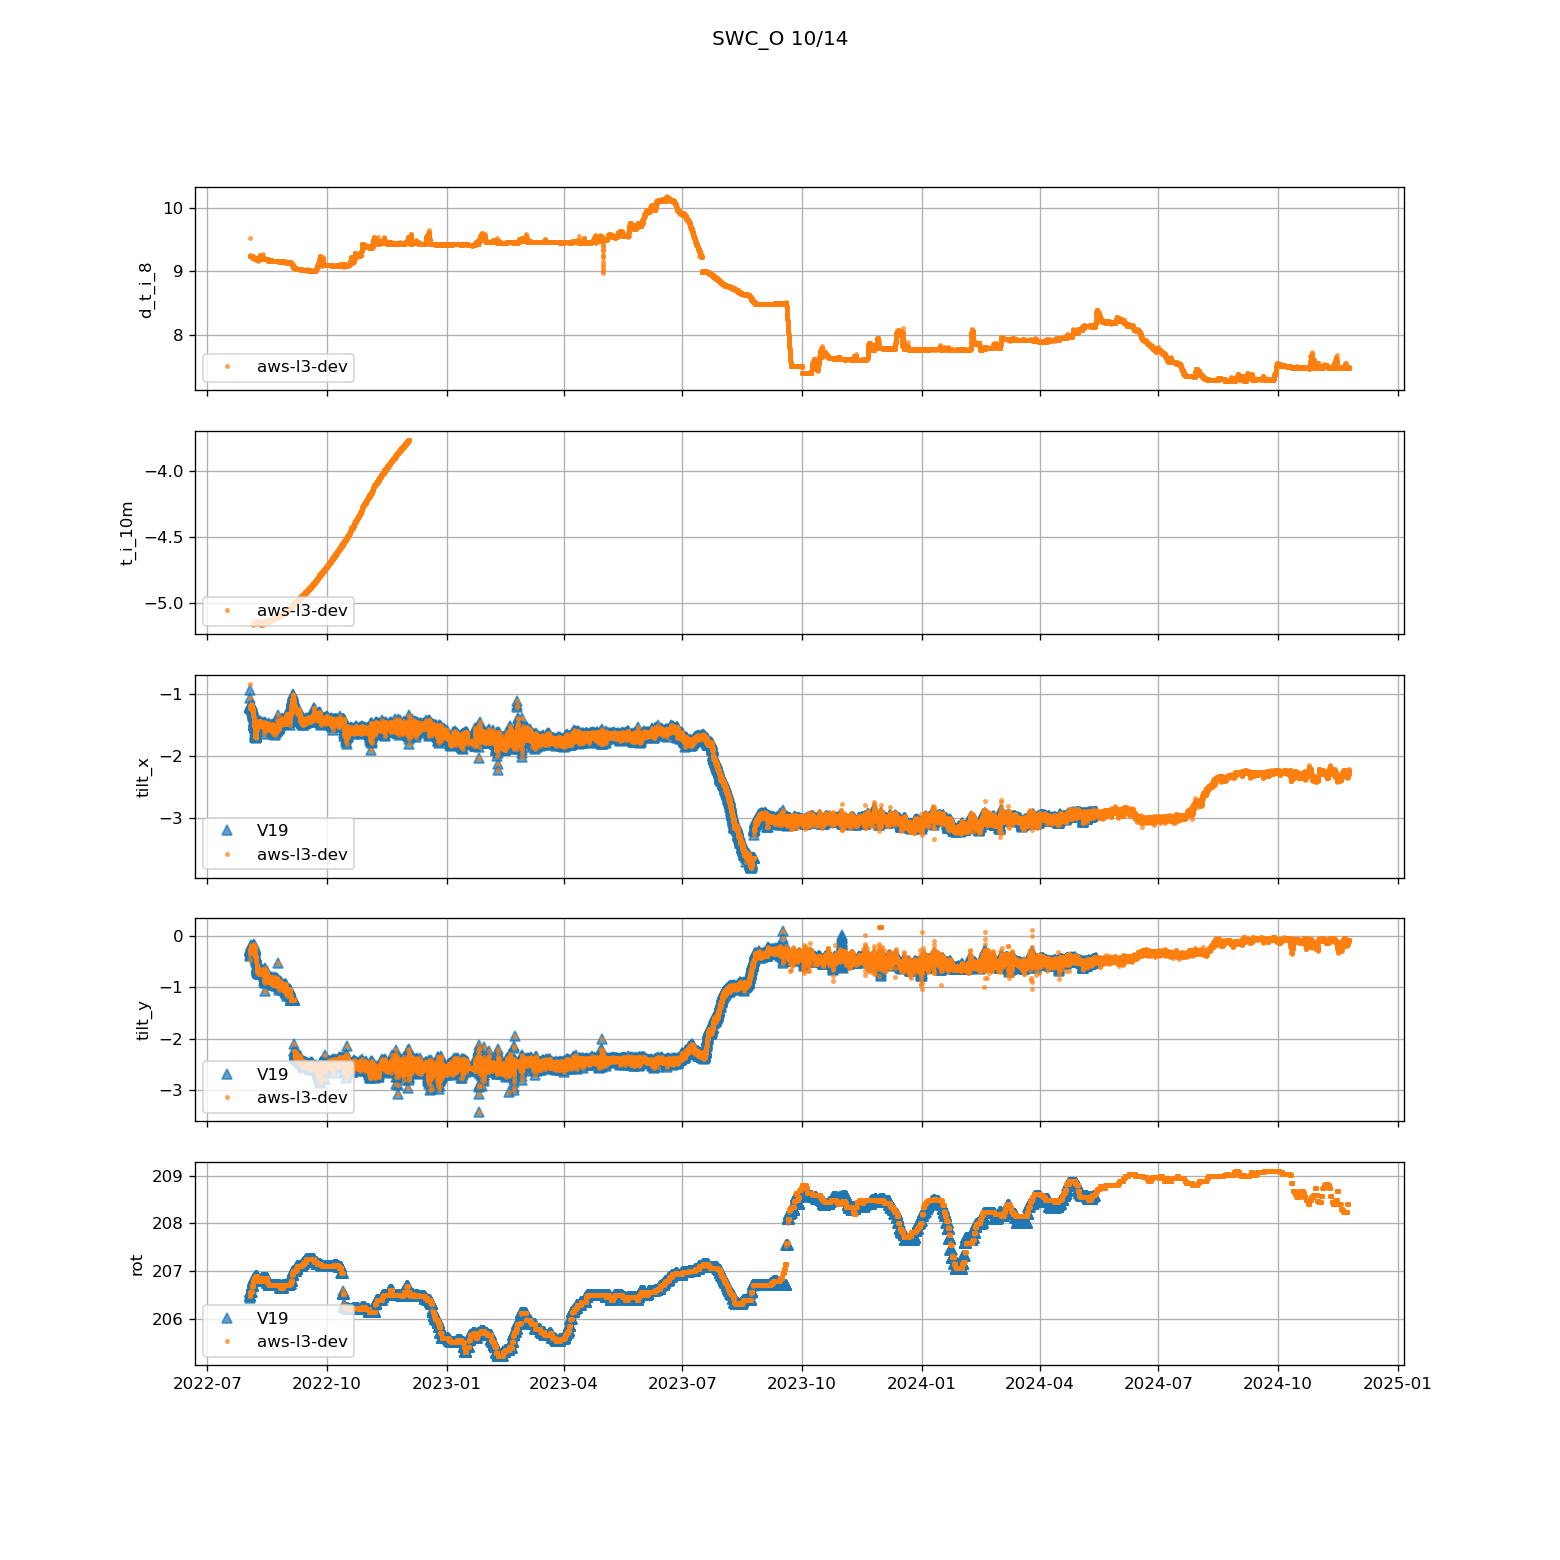 SWC_O 10/14
10
9
8
d_t_i_8
aws-l3-dev
−4.0
−4.5
−5.0
t_i_10m
aws-l3-dev
−1
−2
−3
tilt_x
V19
aws-l3-dev
0
−1
−2
−3
tilt_y
V19
aws-l3-dev
209
208
207
206
rot
V19
aws-l3-dev
2022-07 2022-10 2023-01 2023-04 2023-07 2023-10 2024-01 2024-04 2024-07 2024-10 2025-01